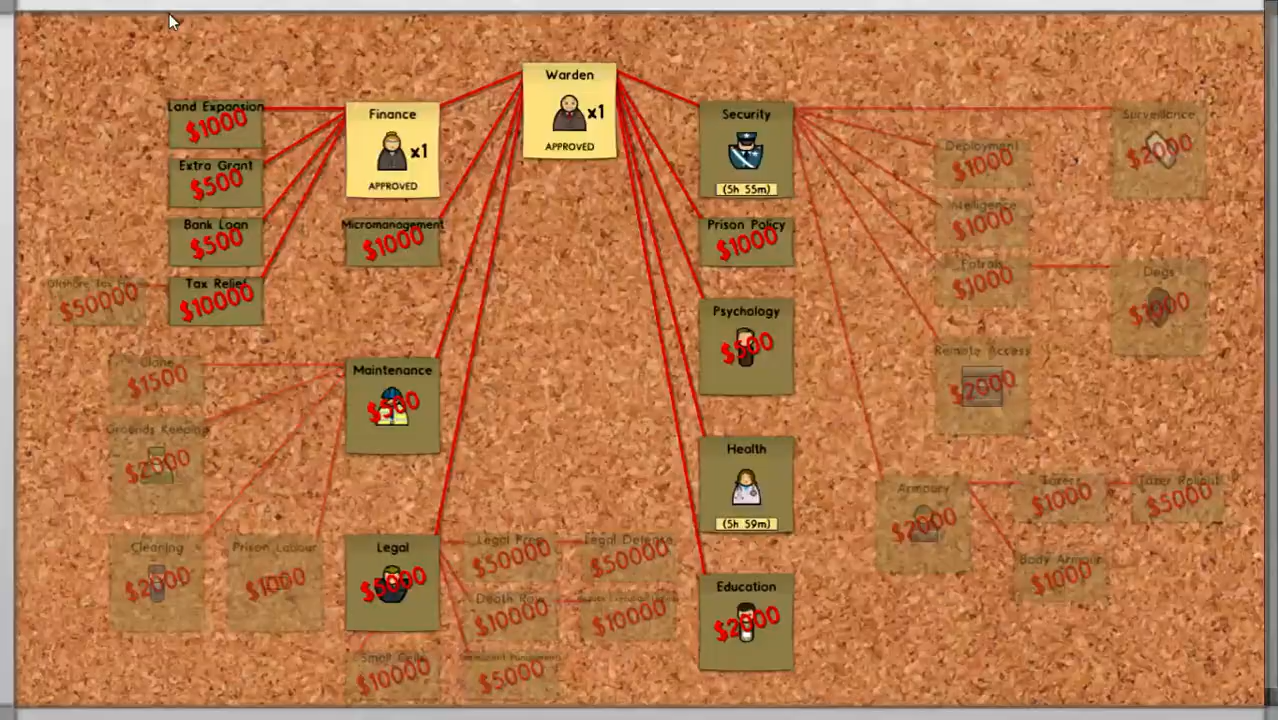 Warden
x1
APPROVED
Finance
x1
APPROVED
Land Expansion
$1000
Extra Grant
$500
Bank Loan
$500
Tax Relief
$10000
$50000
Micromanagement
$1000
Maintenance
$500
Clone
$1500
Grounds Keeping
$2000
Cleaning
$2000
Prison Labour
$1000
Legal
$5000
Legal Prep
$50000
Legal Defense
$50000
Death Row
$10000
$10000
Small Cells
$10000
$5000
Security
(5h 55m)
Prison Policy
$1000
Psychology
$500
Health
(5h 59m)
Education
$2000
Surveillance
$2000
Deployment
$1000
Intelligence
$1000
Patrols
$1000
Dogs
$1000
Remote Access
$2000
Armoury
$2000
Tazers
$1000
Tazer Rollout
$5000
Body Armour
$1000